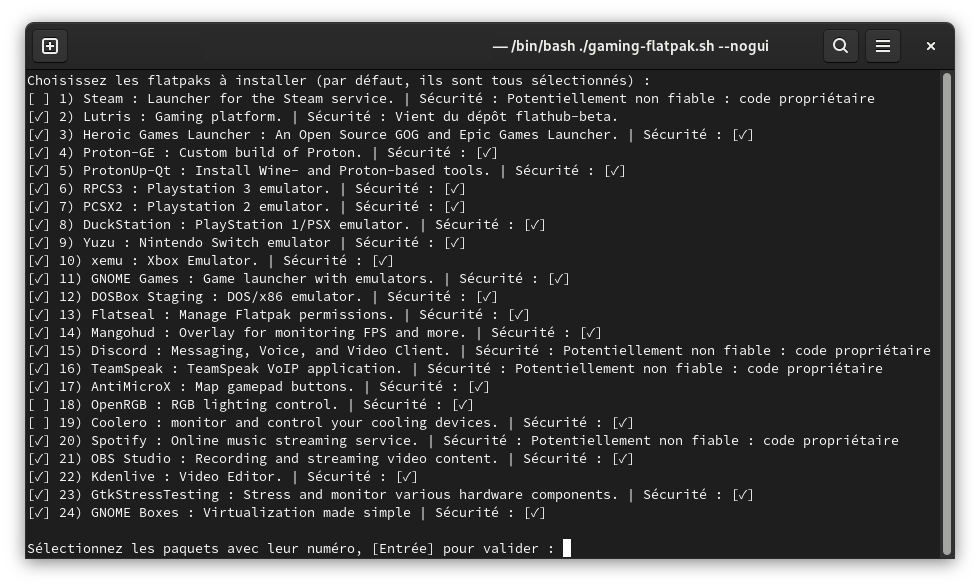 — /bin/bash ./gaming-flatpak.sh --nogui
Choisissez les flatpaks à installer (par défaut, ils sont tous sélectionnés) :
[ ] 1) Steam : Launcher for the Steam service. | Sécurité : Potentiellement non fiable : code propriétaire
[✓] 2) Lutris : Gaming platform. | Sécurité : Vient du dépôt flathub-beta.
[✓] 3) Heroic Games Launcher : An Open Source GOG and Epic Games Launcher. | Sécurité : [✓]
[✓] 4) Proton-GE : Custom build of Proton. | Sécurité : [✓]
[✓] 5) ProtonUp-Qt : Install Wine- and Proton-based tools. | Sécurité : [✓]
[✓] 6) RPCS3 : Playstation 3 emulator. | Sécurité : [✓]
[✓] 7) PCSX2 : Playstation 2 emulator. | Sécurité : [✓]
[✓] 8) DuckStation : PlayStation 1/PSX emulator. | Sécurité : [✓]
[✓] 9) Yuzu : Nintendo Switch emulator | Sécurité : [✓]
[✓] 10) xemu : Xbox Emulator. | Sécurité : [✓]
[✓] 11) GNOME Games : Game launcher with emulators. | Sécurité : [✓]
[✓] 12) DOSBox Staging : DOS/x86 emulator. | Sécurité : [✓]
[✓] 13) Flatseal : Manage Flatpak permissions. | Sécurité : [✓]
[✓] 14) Mangohud : Overlay for monitoring FPS and more. | Sécurité : [✓]
[✓] 15) Discord : Messaging, Voice, and Video Client. | Sécurité : Potentiellement non fiable : code propriétaire
[✓] 16) TeamSpeak : TeamSpeak VoIP application. | Sécurité : Potentiellement non fiable : code propriétaire
[✓] 17) AntiMicroX : Map gamepad buttons. | Sécurité : [✓]
[ ] 18) OpenRGB : RGB lighting control. | Sécurité : [✓]
[ ] 19) Coolero : monitor and control your cooling devices. | Sécurité : [✓]
[✓] 20) Spotify : Online music streaming service. | Sécurité : Potentiellement non fiable : code propriétaire
[✓] 21) OBS Studio : Recording and streaming video content. | Sécurité : [✓]
[✓] 22) Kdenlive : Video Editor. | Sécurité : [✓]
[✓] 23) GtkStressTesting : Stress and monitor various hardware components. | Sécurité : [✓]
[✓] 24) GNOME Boxes : Virtualization made simple | Sécurité : [✓]
Sélectionnez les paquets avec leur numéro, [Entrée] pour valider :